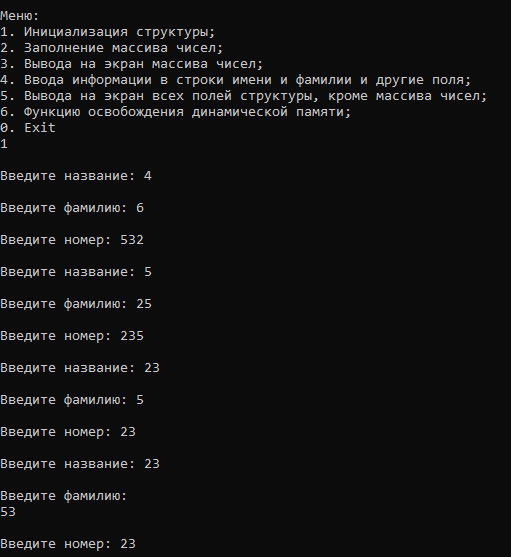 Меню:
1. Инициализация структуры;
2. Заполнение массива чисел;
3. Вывода на экран массива чисел;
4. Ввода информации в строки имени и фамилии и другие поля;
5. Вывода на экран всех полей структуры, кроме массива чисел;
6. Функцию освобождения динамической памяти;
0. Exit
1
Введите название: 4
Введите фамилию: 6
Введите номер: 532
Введите название: 5
Введите фамилию: 25
Введите номер: 235
Введите название: 23
Введите фамилию: 5
Введите номер: 23
Введите название: 23
Введите фамилию:
53
Введите номер: 23